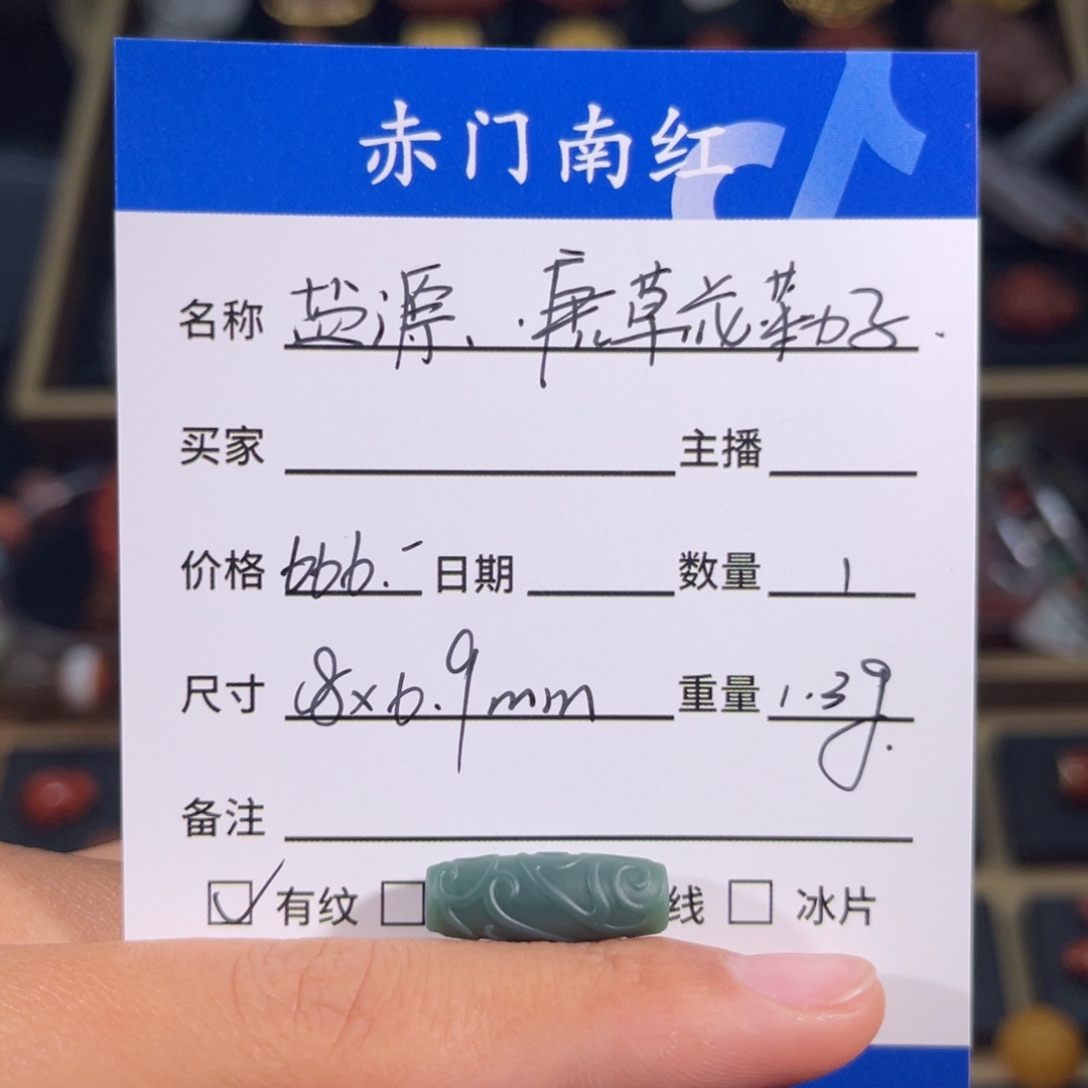 赤门南红
名称 盐源、唐草花勒子.
买家 主播
价格 666.- 日期 数量 1
尺寸 18x6.9mm 重量 1.3g.
备注
有纹 线 冰片